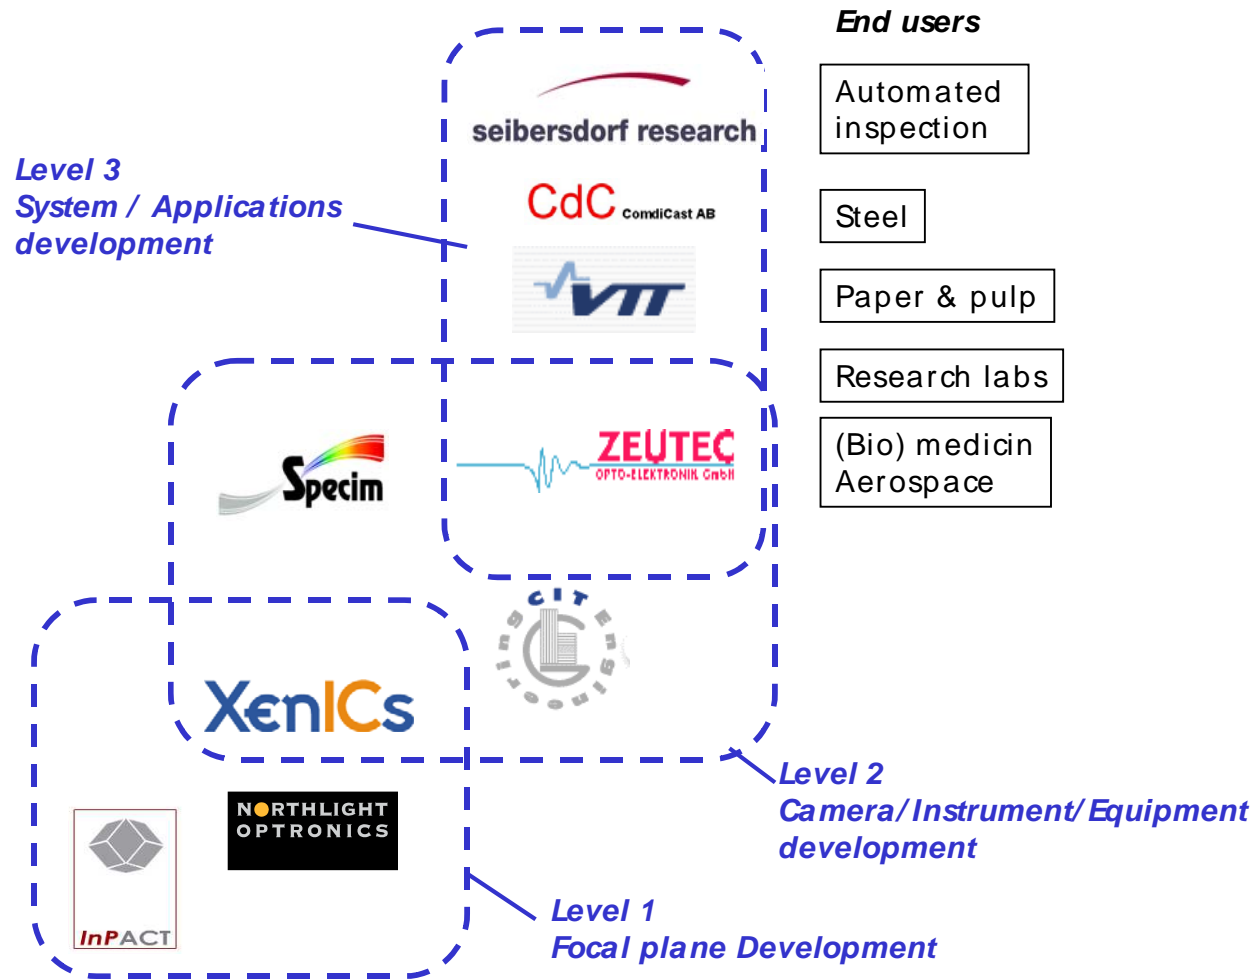 End users
Automated
inspection
seibersdorf research
Level 3
System / Applications
development
CdC ComdiCast AB
Steel
VTT
Paper & pulp
Research labs
Specim
ZEUTEC
OPTO-ELEKTRONIK GmbH
(Bio) medicin
Aerospace
CIT Engineering
XenICs
NORTHLIGHT
OPTRONICS
Level 2
Camera/Instrument/Equipment
development
InPACT
Level 1
Focal plane Development